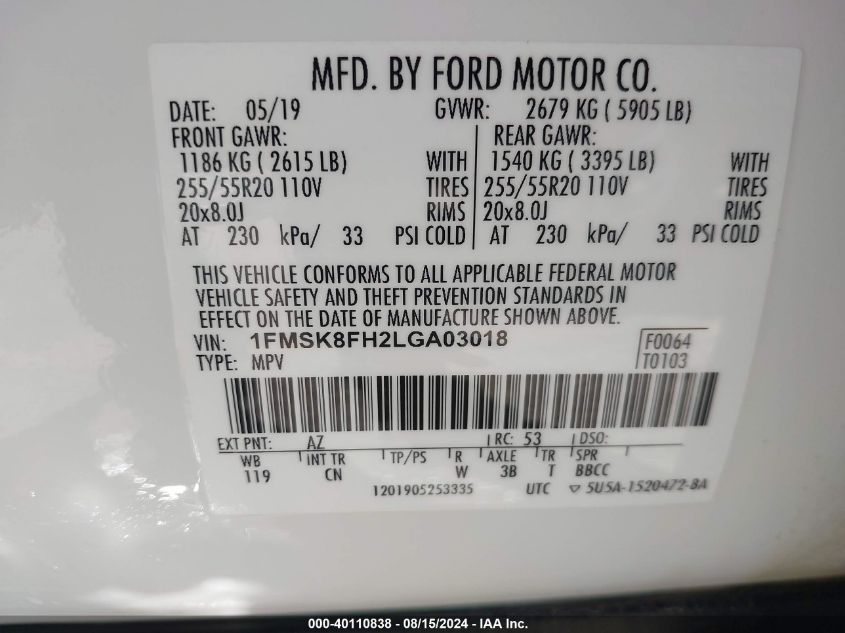 MFD. BY FORD MOTOR CO.
DATE: 05/19 GVWR: 2679 KG ( 5905 LB)
FRONT GAWR: REAR GAWR:
1186 KG ( 2615 LB) WITH 1540 KG ( 3395 LB) WITH
255/55R20 110V TIRES 255/55R20 110V TIRES
20x8.0J RIMS 20x8.0J RIMS
AT 230 kPa/ 33 PSI COLD AT 230 kPa/ 33 PSI COLD
THIS VEHICLE CONFORMS TO ALL APPLICABLE FEDERAL MOTOR
VEHICLE SAFETY AND THEFT PREVENTION STANDARDS IN
EFFECT ON THE DATE OF MANUFACTURE SHOWN ABOVE.
VIN: 1FMSK8FH2LGA03018 F0064
TYPE: MPV T0103
EXT PNT: AZ RC: 53 DSO:
WB INT TR TP/PS R AXLE TR SPR
119 CN W 3B T BBCC
1201905253335 UTC ▽ 5U5A-1520472-BA
000-40110838 - 08/15/2024 - IAA Inc.